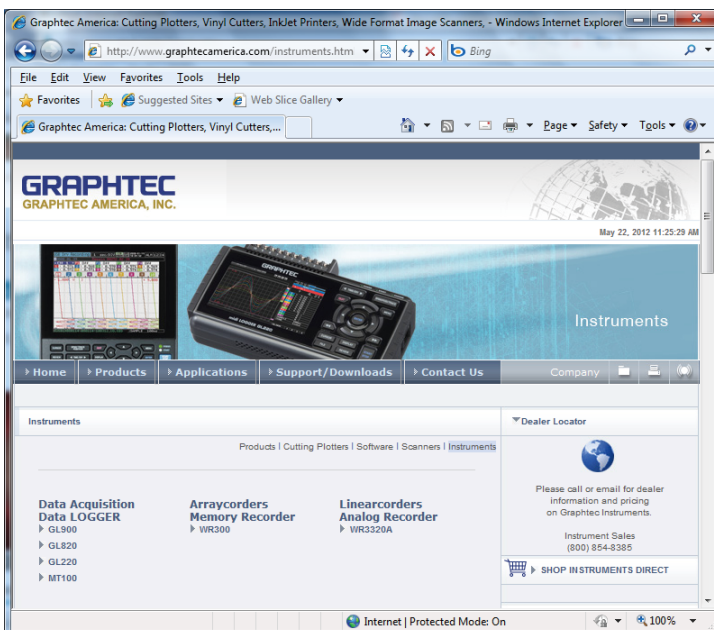 Graphtec America: Cutting Plotters, Vinyl Cutters, InkJet Printers, Wide Format Image Scanners, - Windows Internet Explorer
http://www.graphtecamerica.com/instruments.htm
Bing
File Edit View Favorites Tools Help
Favorites Suggested Sites Web Slice Gallery
Graphtec America: Cutting Plotters, Vinyl Cutters,...
Page Safety Tools
GRAPHTEC
GRAPHTEC AMERICA, INC.
May 22, 2012 11:25:29 AM
GRAPHTEC
Instruments
Home Products Applications Support/Downloads Contact Us Company
Instruments
Dealer Locator
Products I Cutting Plotters I Software I Scanners I Instruments
Please call or email for dealer
information and pricing
on Graphtec Instruments.
Instrument Sales
(800) 854-8385
SHOP INSTRUMENTS DIRECT
Data Acquisition
Data LOGGER
GL900
GL820
GL220
MT100
Arraycorders
Memory Recorder
WR300
Linearcorders
Analog Recorder
WR3320A
Internet | Protected Mode: On
100%